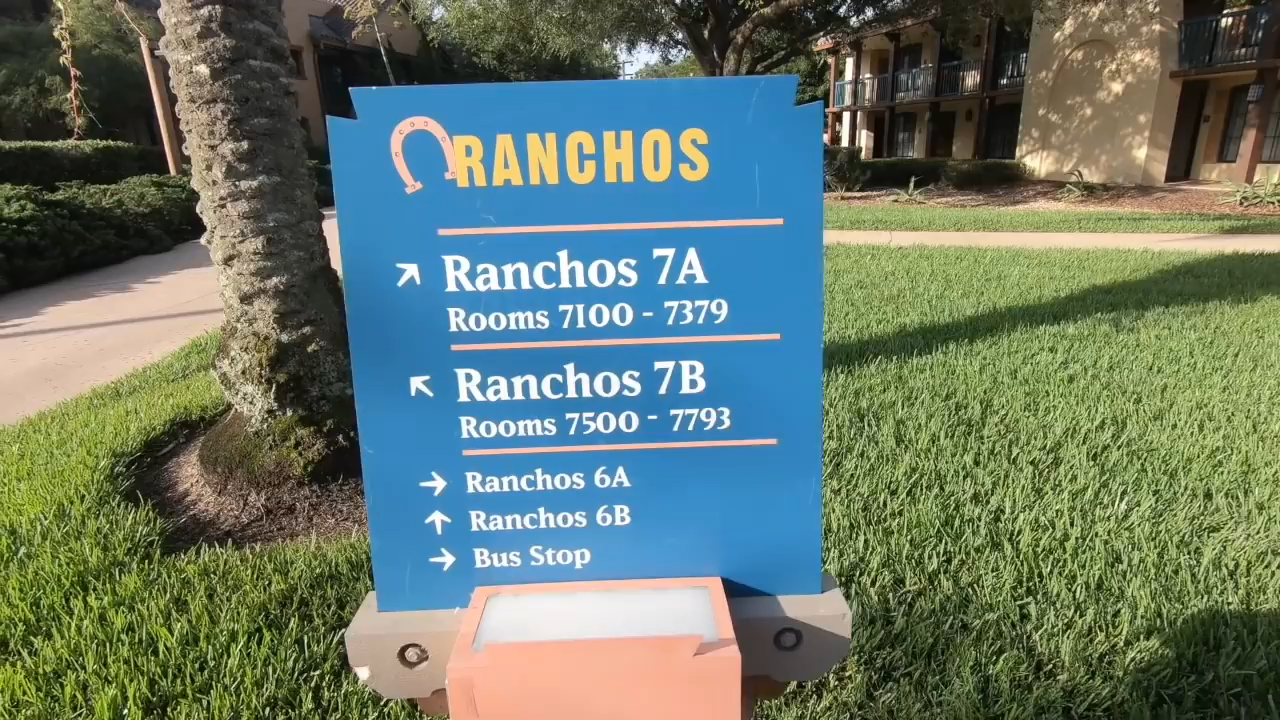 RANCHOS
Ranchos 7A
Rooms 7100 - 7379
Ranchos 7B
Rooms 7500 - 7793
Ranchos 6A
Ranchos 6B
Bus Stop